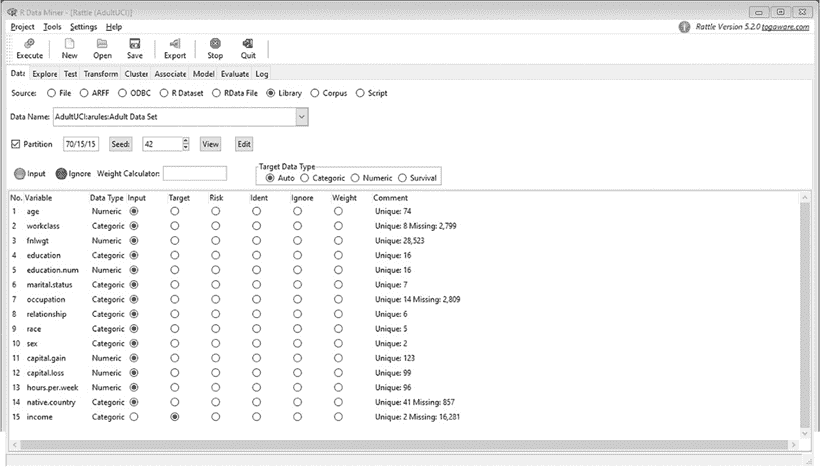 R Data Miner - [Rattle (AdultUCI)]
Project Tools Settings Help
Rattle Version 5.2.0 togaware.com
Execute New Open Save Export Stop Quit
Data Explore Test Transform Cluster Associate Model Evaluate Log
Source: File ARFF ODBC R Dataset RData File Library Corpus Script
Data Name: AdultUCI:arules:Adult Data Set
Partition 70/15/15 Seed: 42 View Edit
Input Ignore Weight Calculator: Target Data Type
Auto Categoric Numeric Survival
No. Variable Data Type Input Target Risk Ident Ignore Weight Comment
1 age Numeric Unique: 74
2 workclass Categoric Unique: 8 Missing: 2,799
3 fnlwgt Numeric Unique: 28,523
4 education Categoric Unique: 16
5 education.num Numeric Unique: 16
6 marital.status Categoric Unique: 7
7 occupation Categoric Unique: 14 Missing: 2,809
8 relationship Categoric Unique: 6
9 race Categoric Unique: 5
10 sex Categoric Unique: 2
11 capital.gain Numeric Unique: 123
12 capital.loss Numeric Unique: 99
13 hours.per.week Numeric Unique: 96
14 native.country Categoric Unique: 41 Missing: 857
15 income Categoric Unique: 2 Missing: 16,281